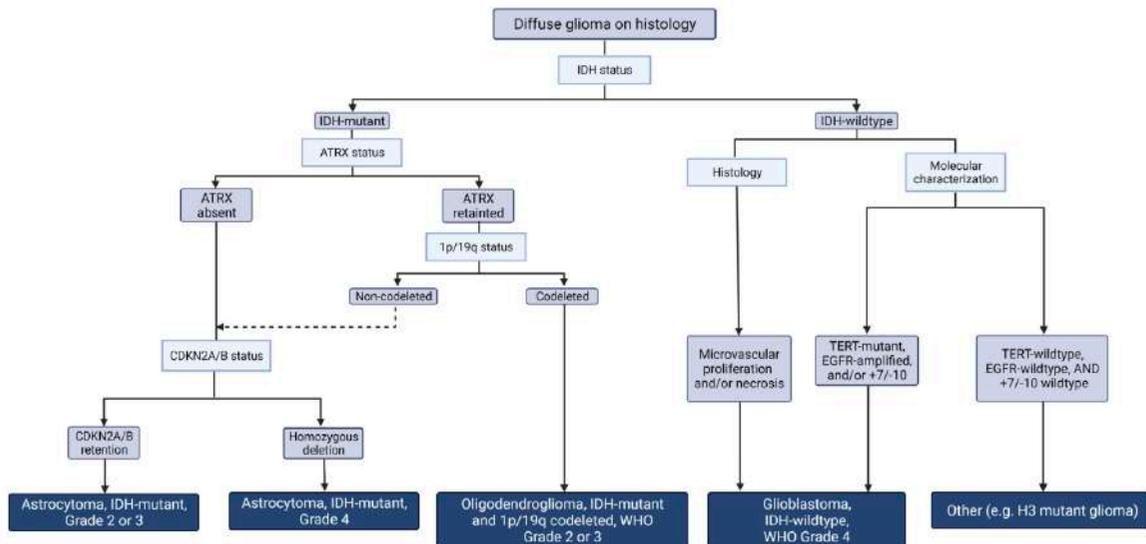 Diffuse glioma on histology
IDH status
IDH-mutant
IDH-wildtype
ATRX status
Histology
Molecular
characterization
ATRX
absent
ATRX
retainted
1p/19q status
Non-codeleted
Codeleted
CDKN2A/B status
Microvascular
proliferation
and/or necrosis
TERT-mutant,
EGFR-amplified,
and/or +7/-10
TERT-wildtype,
EGFR-wildtype, AND
+7/-10 wildtype
CDKN2A/B
retention
Homozygous
deletion
Astrocytoma, IDH-mutant,
Grade 2 or 3
Astrocytoma, IDH-mutant,
Grade 4
Oligodendroglioma, IDH-mutant
and 1p/19q codeleted, WHO
Grade 2 or 3
Glioblastoma,
IDH-wildtype,
WHO Grade 4
Other (e.g. H3 mutant glioma)